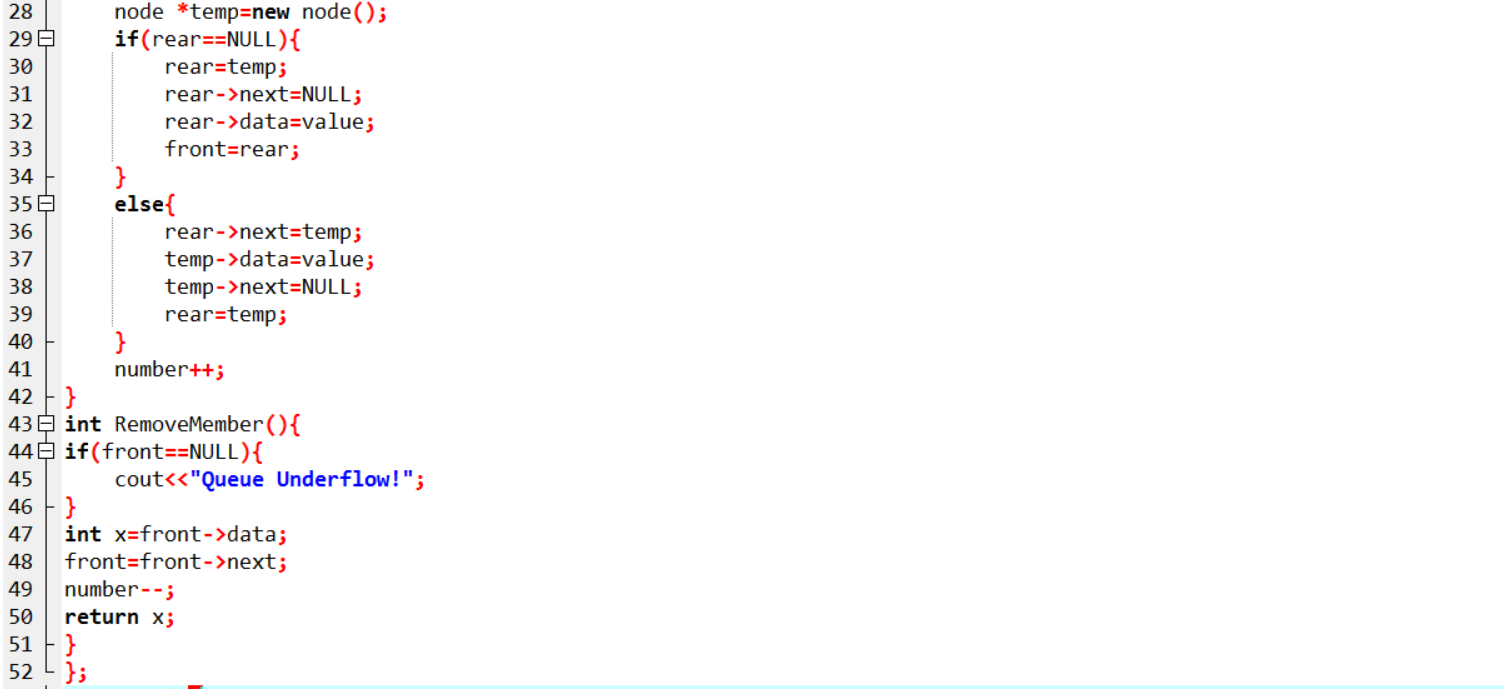 28 node *temp=new node();
29 if(rear==NULL){
30 rear=temp;
31 rear->next=NULL;
32 rear->data=value;
33 front=rear;
34 }
35 else{
36 rear->next=temp;
37 temp->data=value;
38 temp->next=NULL;
39 rear=temp;
40 }
41 number++;
42 }
43 int RemoveMember(){
44 if(front==NULL){
45 cout<<"Queue Underflow!";
46 }
47 int x=front->data;
48 front=front->next;
49 number--;
50 return x;
51 }
52 };